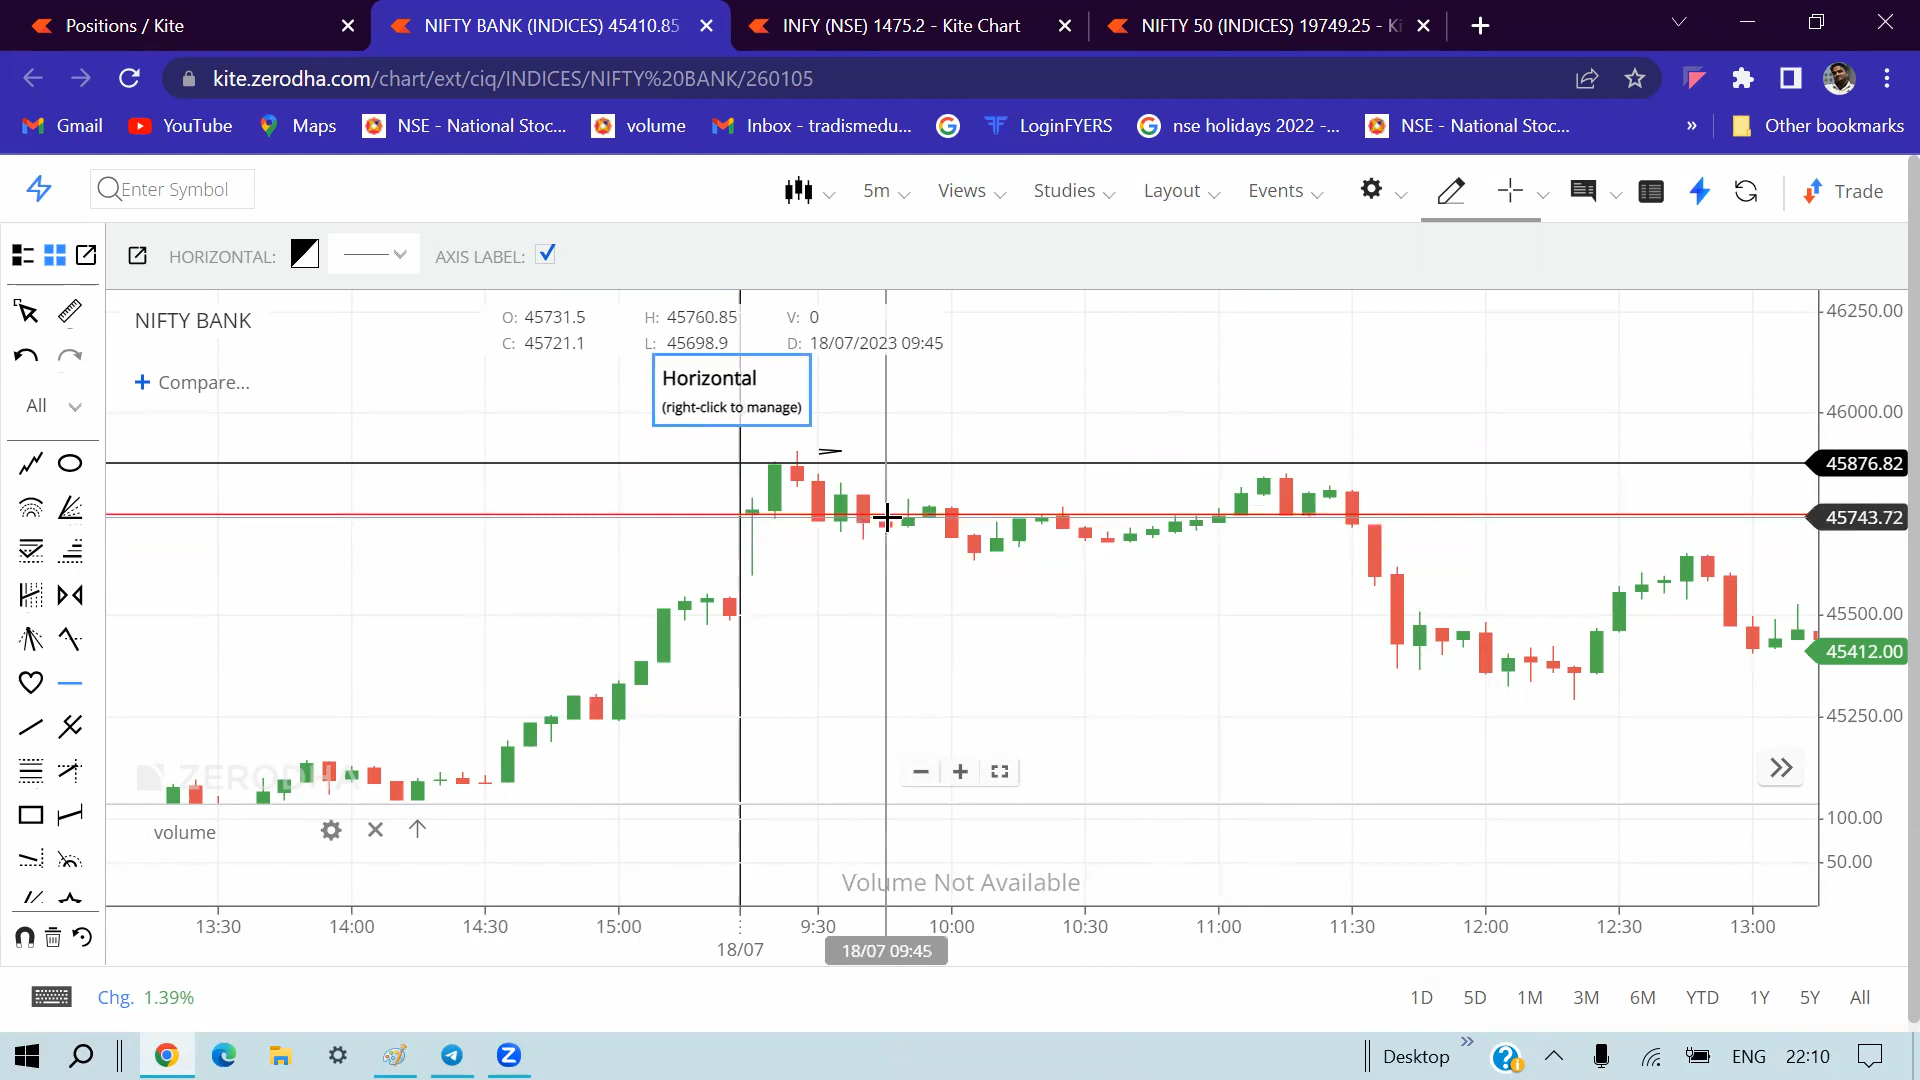 Positions / Kite
NIFTY BANK (INDICES) 45410.85
INFY (NSE) 1475.2 - Kite Chart
NIFTY 50 (INDICES) 19749.25 - Ki
kite.zerodha.com/chart/ext/ciq/INDICES/NIFTY%20BANK/260105
Gmail
YouTube
Maps
NSE - National Stoc...
volume
Inbox - tradismedu...
LoginFYERS
nse holidays 2022 -...
NSE - National Stoc...
»
Other bookmarks
Enter Symbol
5m
Views
Studies
Layout
Events
Trade
HORIZONTAL:
AXIS LABEL:
NIFTY BANK
O: 45731.5
H: 45760.85
V: 0
C: 45721.1
L: 45698.9
D: 18/07/2023 09:45
+ Compare...
Horizontal
(right-click to manage)
All
46250.00
46000.00
45876.82
45743.72
45500.00
45412.00
45250.00
ZERODHA
volume
100.00
50.00
Volume Not Available
13:30
14:00
14:30
15:00
9:30
10:00
10:30
11:00
11:30
12:00
12:30
13:00
18/07
18/07 09:45
Chg. 1.39%
1D
5D
1M
3M
6M
YTD
1Y
5Y
All
Desktop
»
ENG
22:10